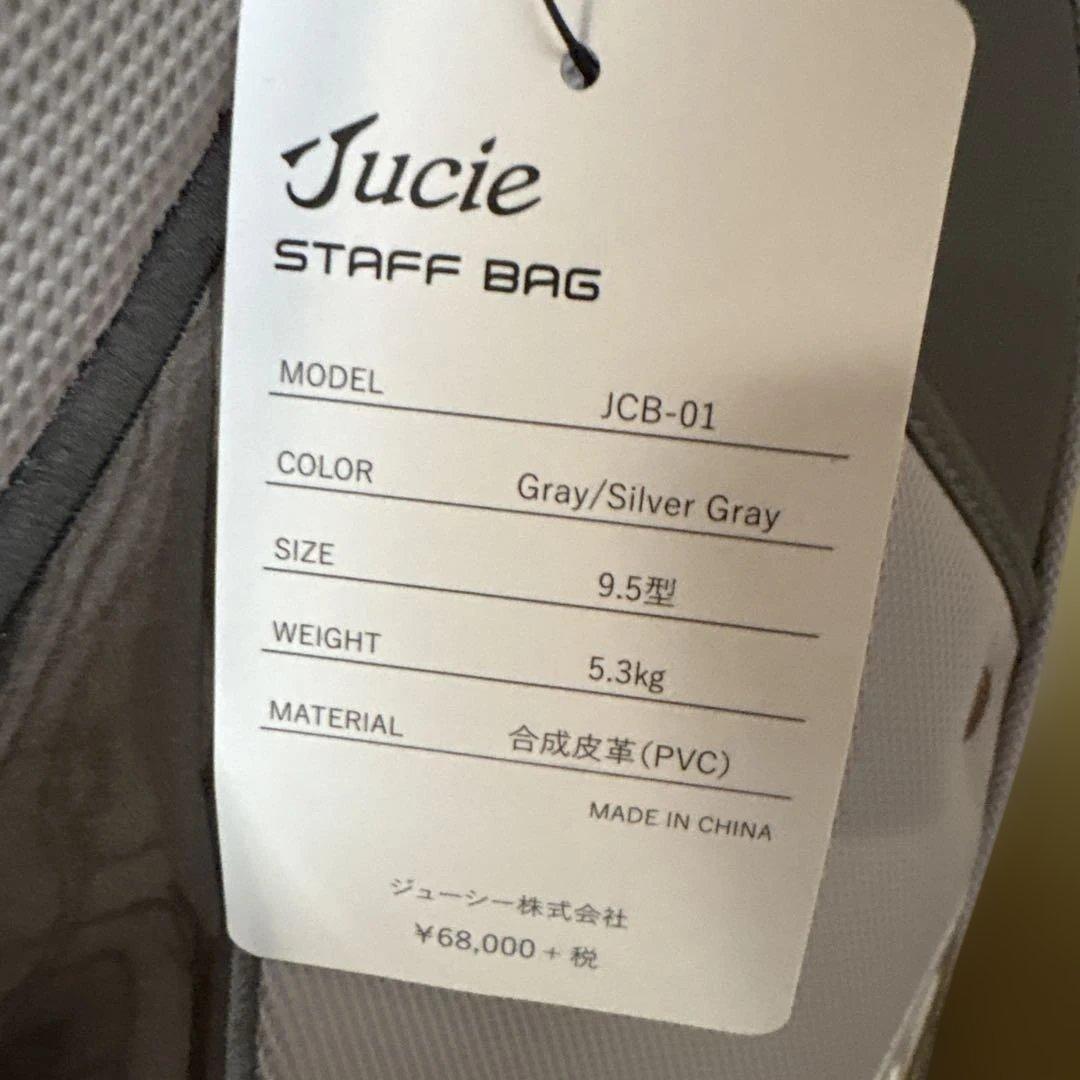 Jucie
STAFF BAG
MODEL JCB-01
COLOR Gray/Silver Gray
SIZE 9.5型
WEIGHT 5.3kg
MATERIAL 合成皮革(PVC)
MADE IN CHINA
ジューシー株式会社
¥68,000 + 税